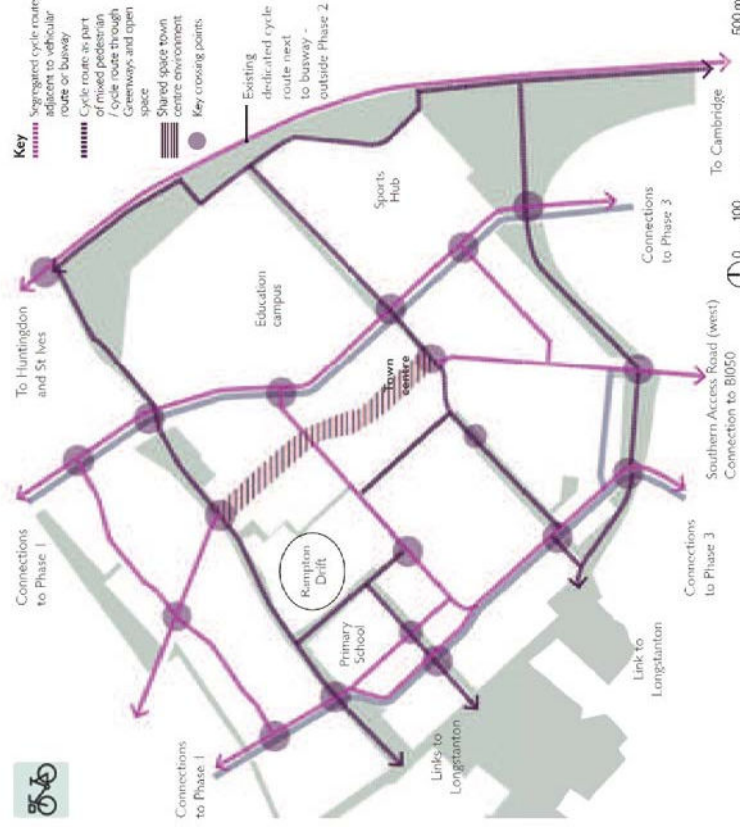 Key
Segregated cycle route
adjacent to vehicular
route or busway
Cycle route as part
of mixed pedestrian
/ cycle route through
Greenways and open
space
Shared space town
centre environment
Key crossing points
Existing
dedicated cycle
route next
to busway -
outside Phase 2
To Huntingdon
and St Ives
Connections
to Phase 1
Education
campus
Sports
Hub
Town
centre
Rampton
Drift
Primary
School
Connections
to Phase 1
Links to
Longstanton
Link to
Longstanton
Connections
to Phase 3
Southern Access Road (west)
Connection to B1050
Connections
to Phase 3
To Cambridge
0
100
500 m